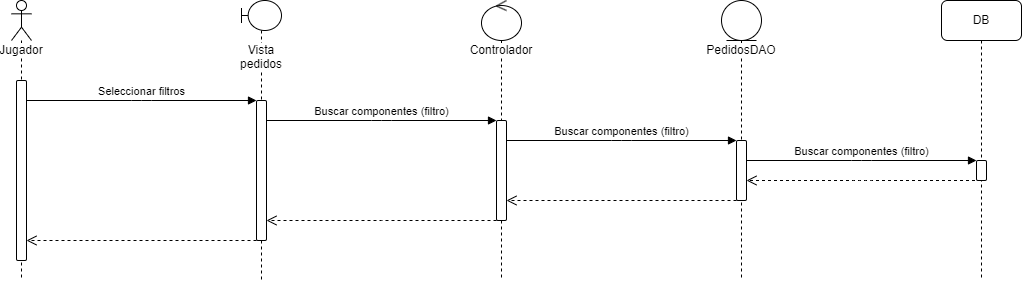 Jugador
Vista
pedidos
Controlador
PedidosDAO
DB
Seleccionar filtros
Buscar componentes (filtro)
Buscar componentes (filtro)
Buscar componentes (filtro)